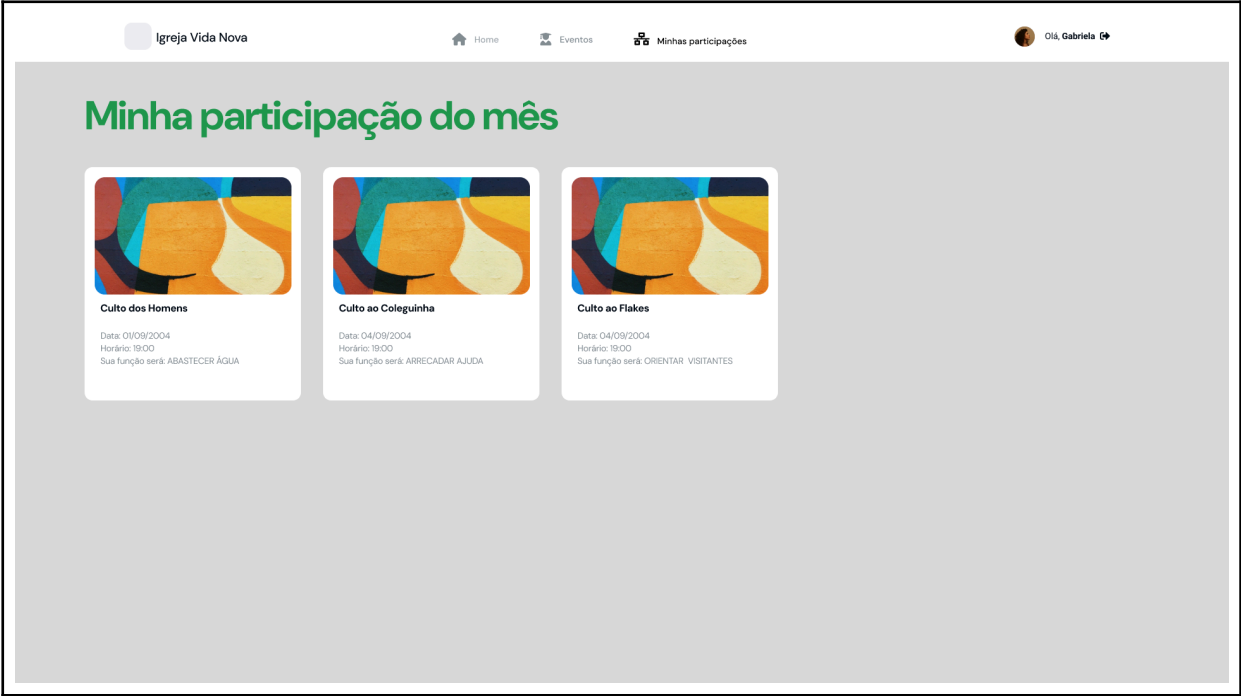 Igreja Vida Nova
Home
Eventos
Minhas participações
Olá, Gabriela
Minha participação do mês
Culto dos Homens
Data: 01/09/2004
Horário: 19:00
Sua função será: ABASTECER ÁGUA
Culto ao Coleguinha
Data: 04/09/2004
Horário: 19:00
Sua função será: ARRECADAR AJUDA
Culto ao Flakes
Data: 04/09/2004
Horário: 19:00
Sua função será: ORIENTAR  VISITANTES